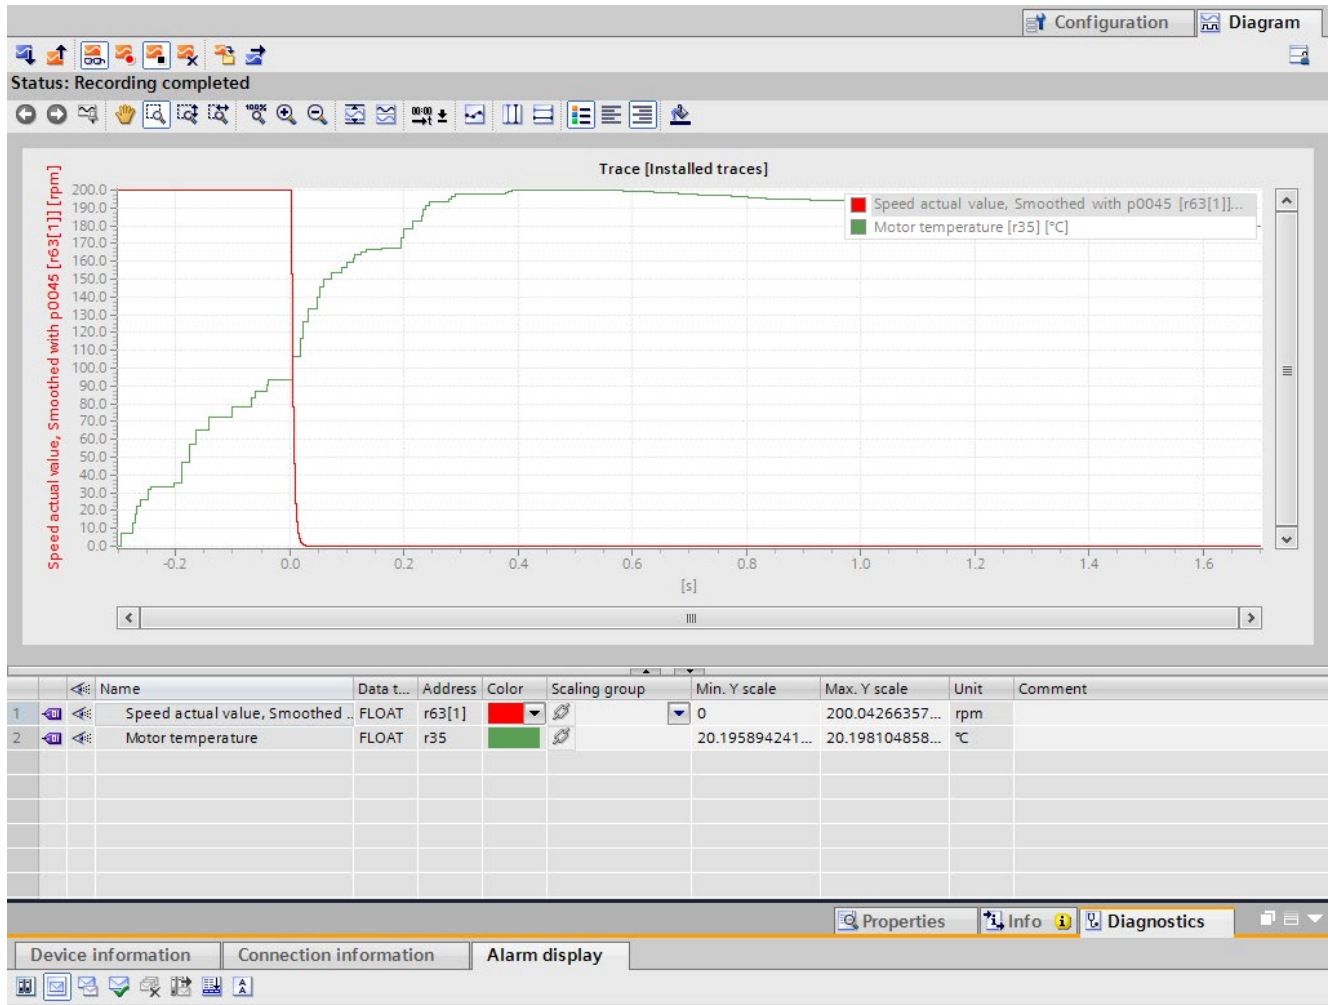 Configuration
Diagram
Status: Recording completed
100%
00:00
Trace [Installed traces]
Speed actual value, Smoothed with p0045 [r63[1]] [rpm]
200.0
190.0
180.0
170.0
160.0
150.0
140.0
130.0
120.0
110.0
100.0
90.0
80.0
70.0
60.0
50.0
40.0
30.0
20.0
10.0
0.0
Speed actual value, Smoothed with p0045 [r63[1]]...
Motor temperature [r35] [°C]
-0.2 0.0 0.2 0.4 0.6 0.8 1.0 1.2 1.4 1.6
[s]
Name Data t... Address Color Scaling group Min. Y scale Max. Y scale Unit Comment
1 Speed actual value, Smoothed .. FLOAT r63[1] 0 200.04266357... rpm
2 Motor temperature FLOAT r35 20.195894241... 20.198104858... °C
Properties Info Diagnostics
Device information Connection information Alarm display